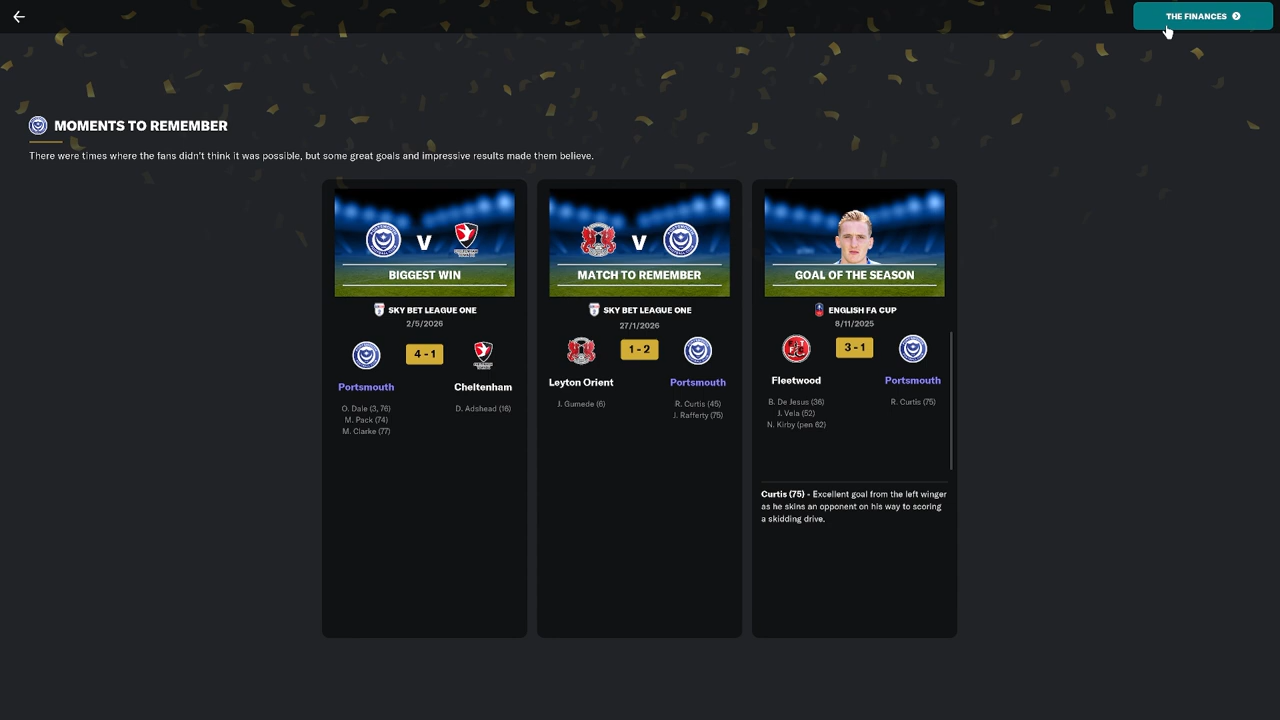 THE FINANCES
MOMENTS TO REMEMBER
There were times where the fans didn't think it was possible, but some great goals and impressive results made them believe.
V
BIGGEST WIN
SKY BET LEAGUE ONE
2/5/2026
4 - 1
Portsmouth
Cheltenham
O. Dale (3, 76)
M. Pack (74)
M. Clarke (77)
D. Adshead (16)
V
MATCH TO REMEMBER
SKY BET LEAGUE ONE
27/1/2026
1 - 2
Leyton Orient
Portsmouth
J. Gumede (6)
R. Curtis (45)
J. Rafferty (75)
GOAL OF THE SEASON
ENGLISH FA CUP
8/11/2025
3 - 1
Fleetwood
Portsmouth
B. De Jesus (36)
J. Vela (52)
N. Kirby (pen 62)
R. Curtis (75)
Curtis (75) - Excellent goal from the left winger
as he skins an opponent on his way to scoring
a skidding drive.